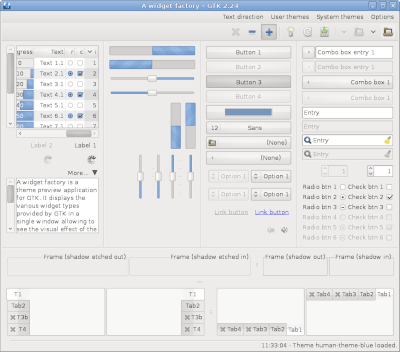 A widget factory - GTK 2.24
Text direction User themes System themes Options
gress Text r c i
0 Text 1.1 1
10 Text 2.1 2
20 Text 3.1 3
30 Text 4.1 4
40 Text 5.1 5
50 Text 6.1 6
60 Text 7.1 7
Label 2 Label 1
More...
A widget factory is a
theme preview application
for GTK. It displays the
various widget types
provided by GTK in a
single window allowing to
see the visual effect of the
Button 1
Button 2
Button 3
Button 4
12 Sans
(None)
(None)
Option 1 Option 1
Option 2 Option 2
Link button Link button
Combo box entry 1
Combo box entry 1
Combo box 1
Combo box 1
Entry
Entry
Entry
Entry
1 1
Radio btn 1 Check btn 1
Radio btn 2 Check btn 2
Radio btn 3 Check btn 3
Radio btn 4 Check btn 4
Radio btn 5 Check btn 5
Radio btn 6 Check btn 6
Frame (shadow etched out) Frame (shadow etched in) Frame (shadow out) Frame (shadow in)
T1
Tab2
T3b
T4
T1
Tab2
T3b
T4
Tab4 Tab3 Tab2 Tab1
Tab4 Tab3 Tab2 Tab1
11:33:04 - Theme human-theme-blue loaded.